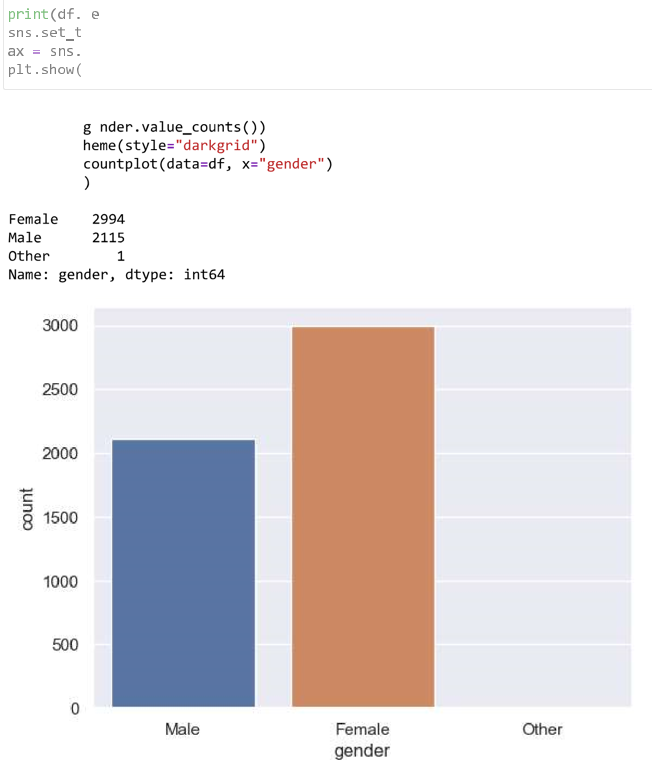 print(df. e
sns.set_t
ax = sns.
plt.show(
g nder.value_counts())
heme(style="darkgrid")
countplot(data=df, x="gender")
)
Female 2994
Male 2115
Other 1
Name: gender, dtype: int64
3000
2500
2000
1500
1000
500
0
count
Male Female Other
gender